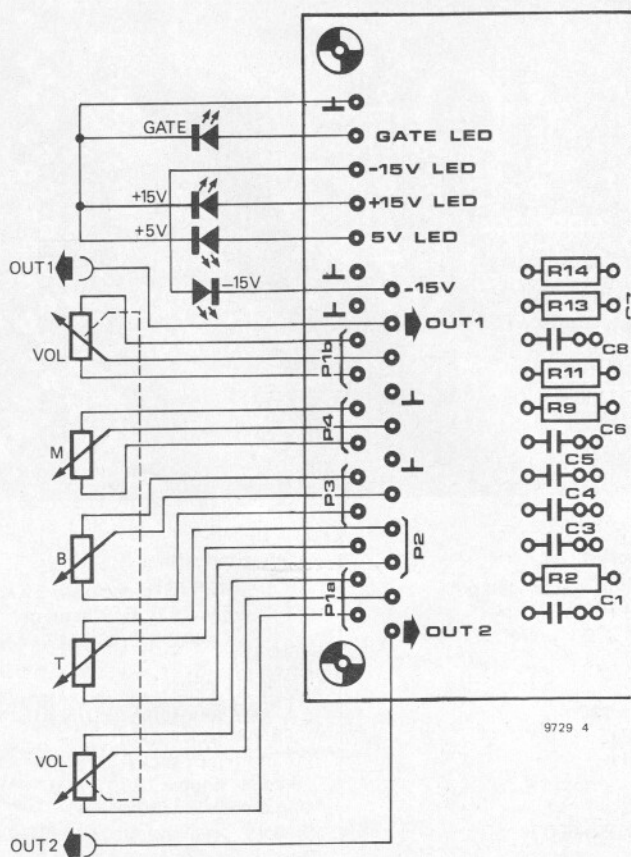 GATE
GATE LED
-15V LED
+15V
+15V LED
+5V
5V LED
OUT1
-15V
-15V
OUT1
VOL
P1b
M
P4
B
P3
P2
T
P1a
OUT 2
VOL
OUT2
R14
R13
C7
C8
R11
R9
C6
C5
C4
C3
R2
C1
9729 4